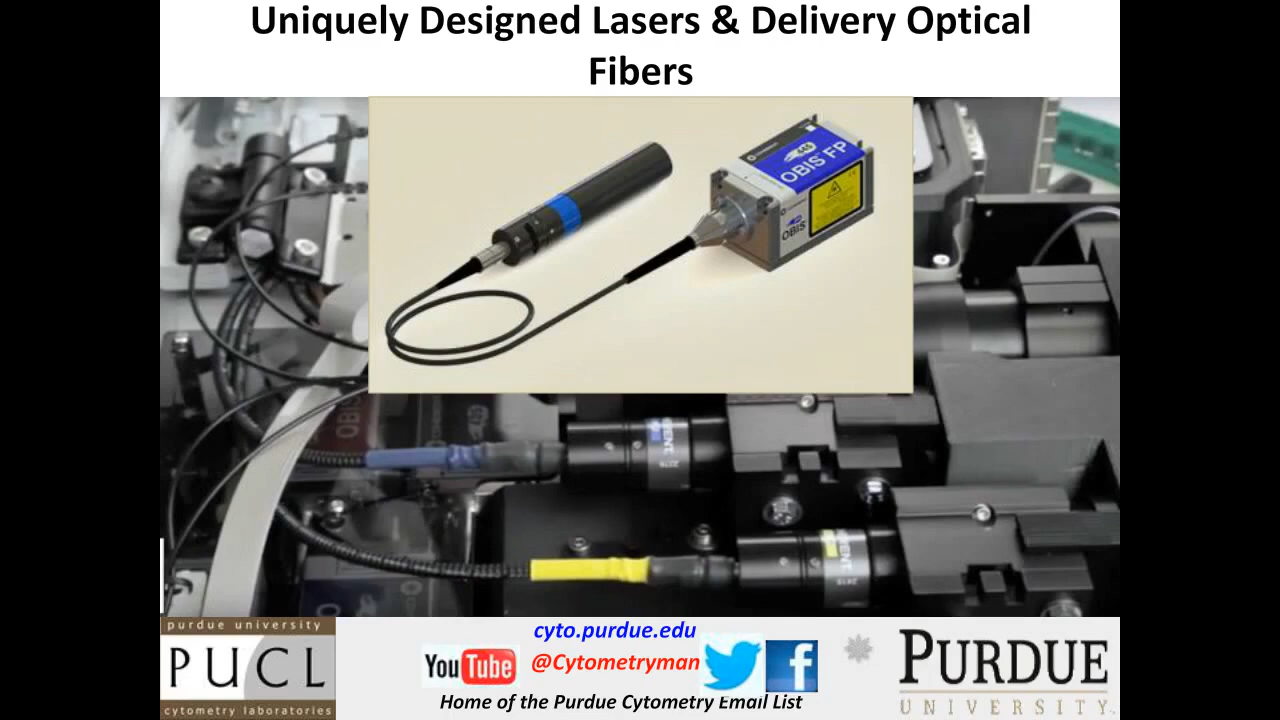 Uniquely Designed Lasers & Delivery Optical
Fibers
OBIS FP
OBIS
OBIS
purdue university
PUCL
cytometry laboratories
cyto.purdue.edu
YouTube
@Cytometryman
f
Home of the Purdue Cytometry Email List
PURDUE
UNIVERSITY